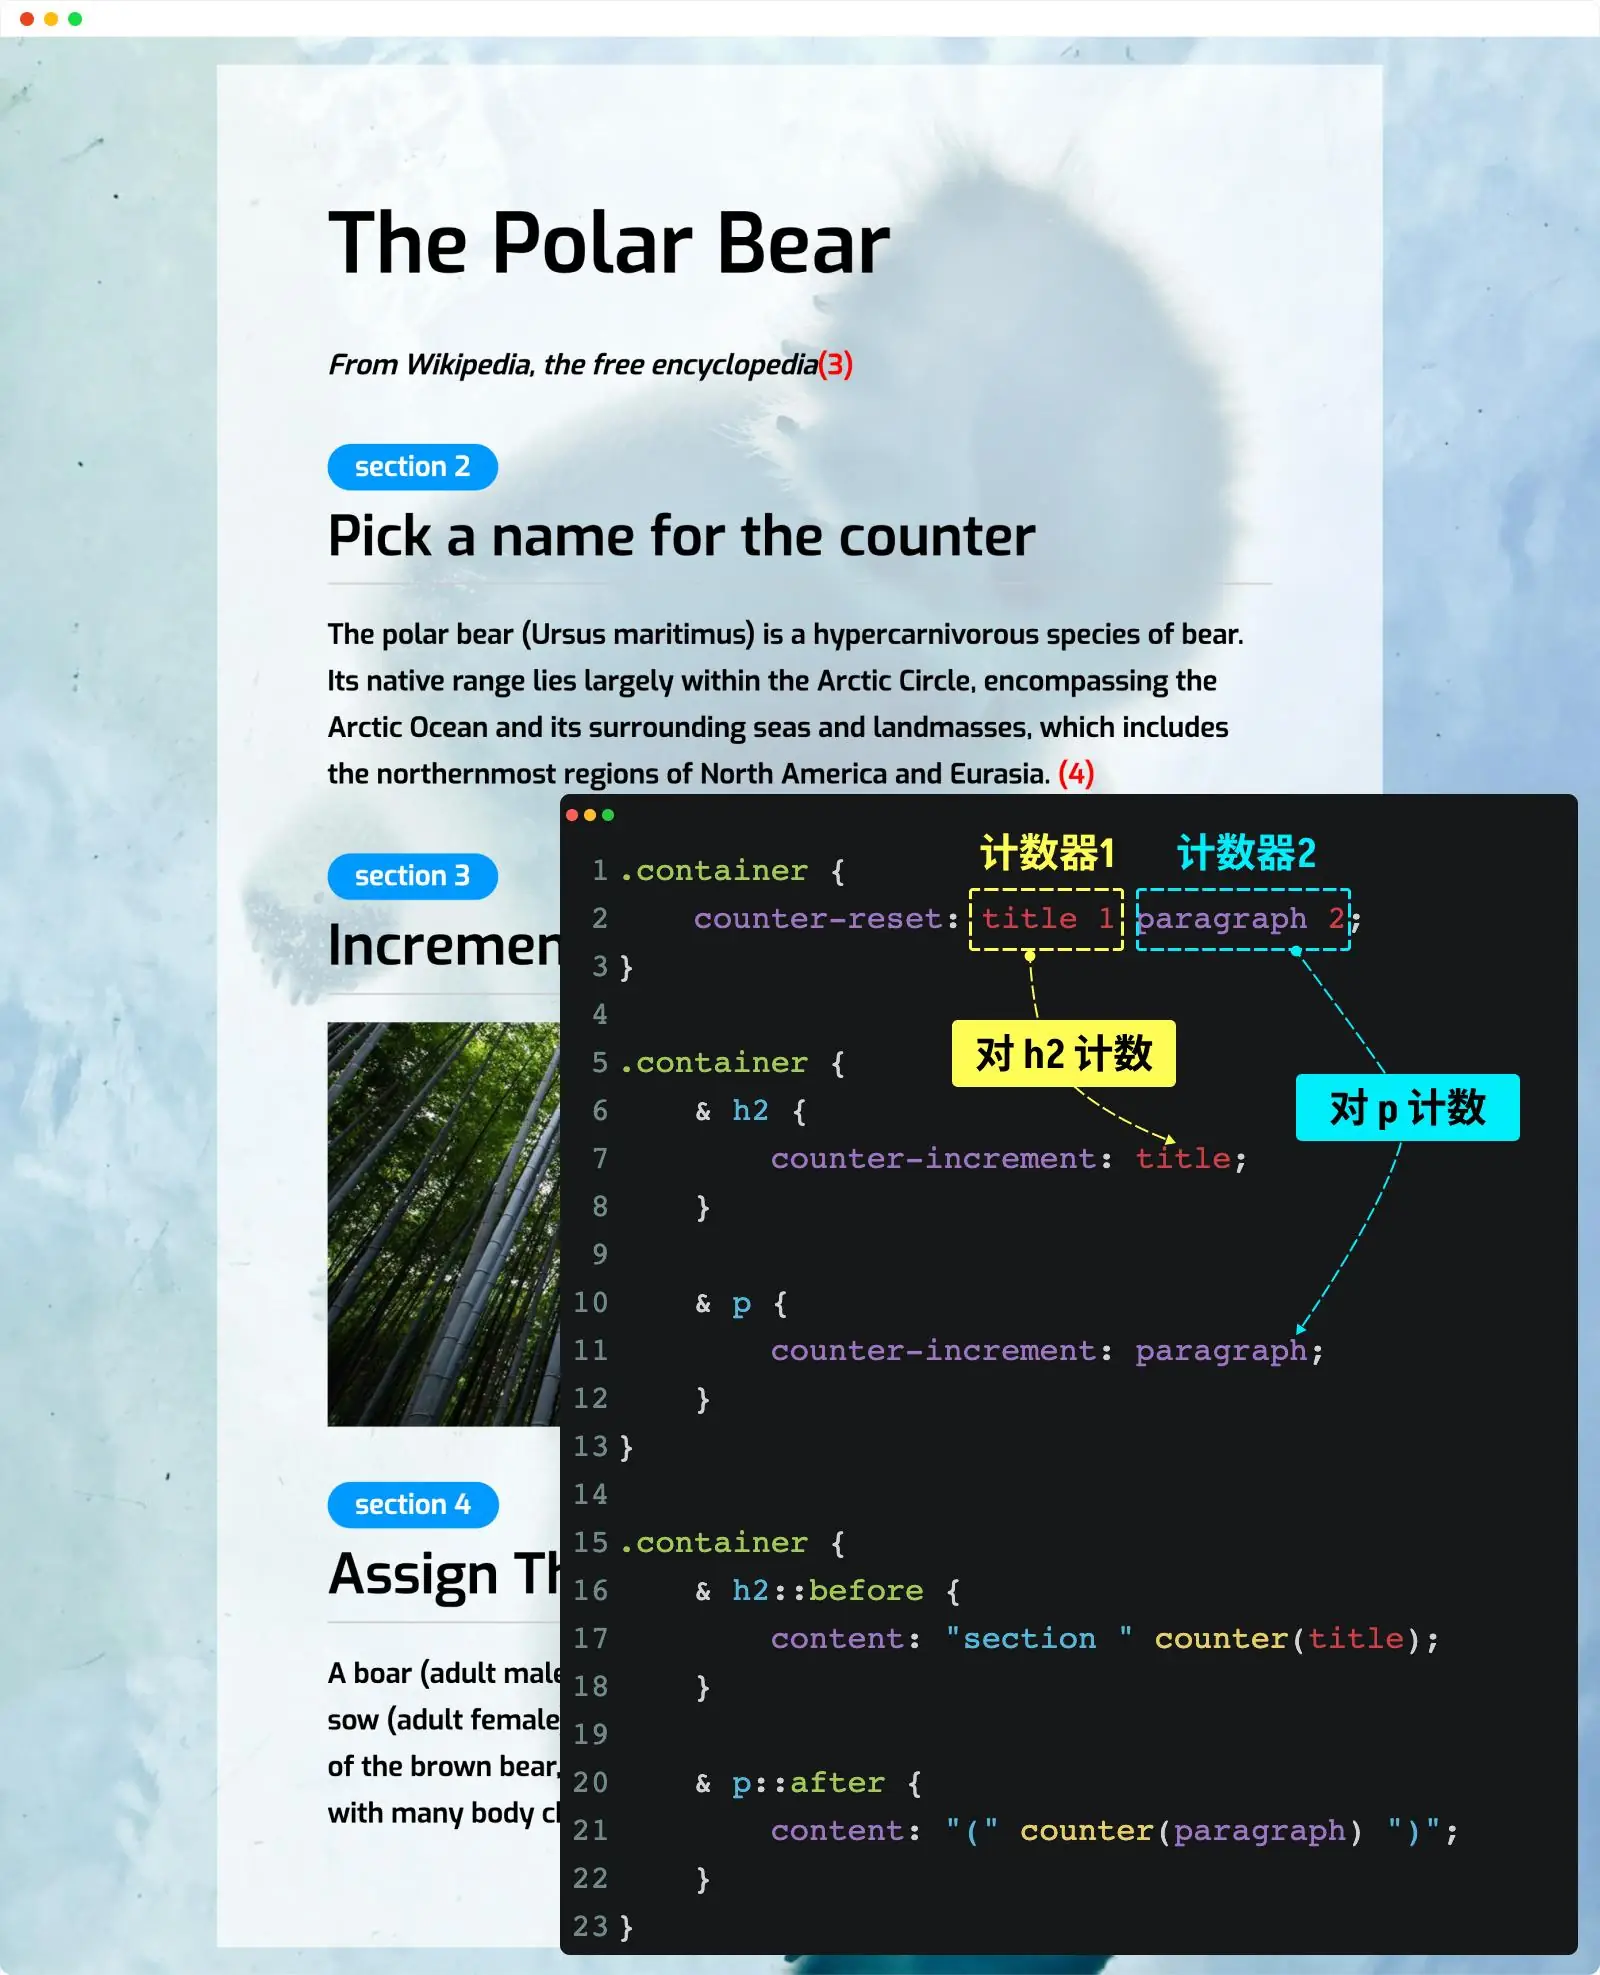 The Polar Bear
From Wikipedia, the free encyclopedia(3)
section 2
Pick a name for the counter
The polar bear (Ursus maritimus) is a hypercarnivorous species of bear.
Its native range lies largely within the Arctic Circle, encompassing the
Arctic Ocean and its surrounding seas and landmasses, which includes
the northernmost regions of North America and Eurasia. (4)
section 3
Incremen
section 4
Assign Th
A boar (adult male
sow (adult female
of the brown bear,
with many body cl
计数器1 计数器2
1 .container {
2 counter-reset: title 1 paragraph 2;
3 }
4
5 .container {
对 h2 计数
6 & h2 {
对 p 计数
7 counter-increment: title;
8 }
9
10 & p {
11 counter-increment: paragraph;
12 }
13 }
14
15 .container {
16 & h2::before {
17 content: "section " counter(title);
18 }
19
20 & p::after {
21 content: "(" counter(paragraph) ")";
22 }
23 }